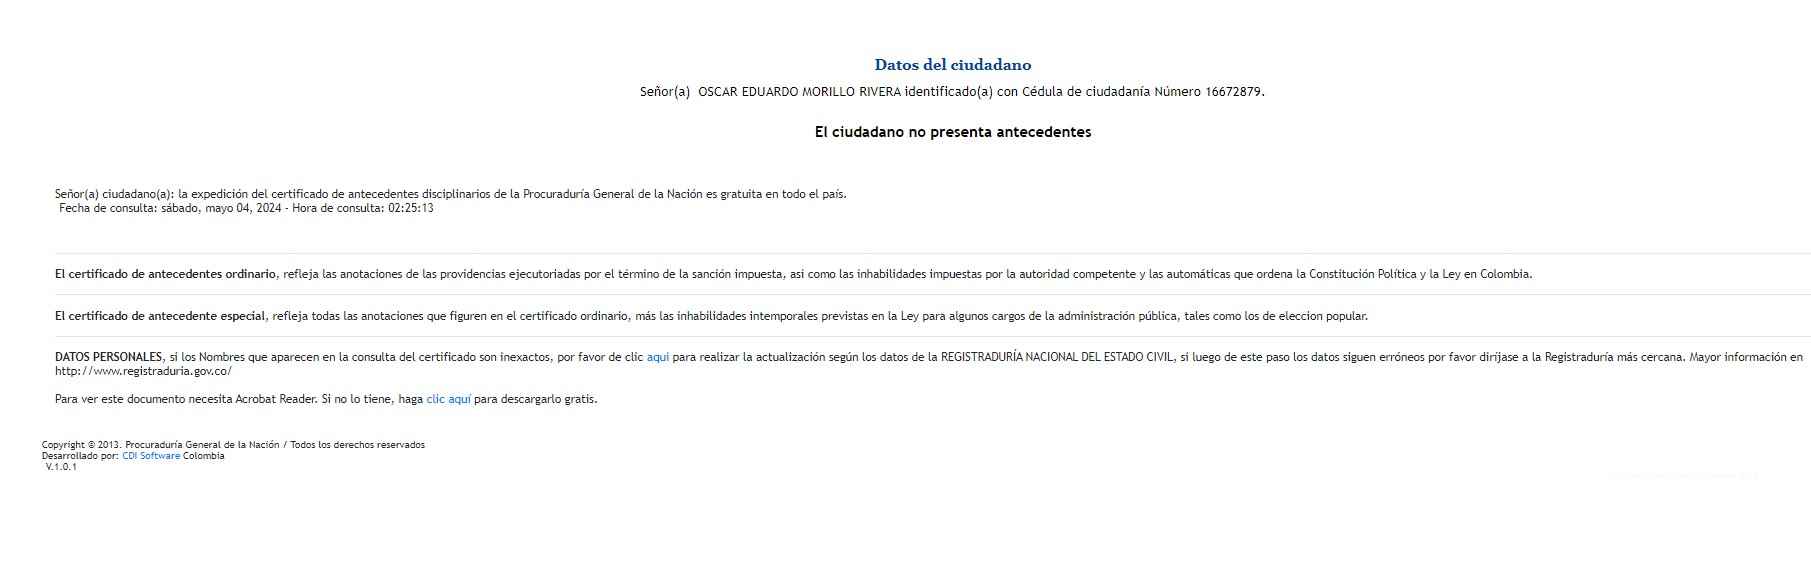 Datos del ciudadano
Señor(a) OSCAR EDUARDO MORILLO RIVERA identificado(a) con Cédula de ciudadanía Número 16672879.
El ciudadano no presenta antecedentes
Señor(a) ciudadano(a): la expedición del certificado de antecedentes disciplinarios de la Procuraduría General de la Nación es gratuita en todo el país.
Fecha de consulta: sábado, mayo 04, 2024 - Hora de consulta: 02:25:13
El certificado de antecedentes ordinario, refleja las anotaciones de las providencias ejecutoriadas por el término de la sanción impuesta, asi como las inhabilidades impuestas por la autoridad competente y las automáticas que ordena la Constitución Política y la Ley en Colombia.
El certificado de antecedente especial, refleja todas las anotaciones que figuren en el certificado ordinario, más las inhabilidades intemporales previstas en la Ley para algunos cargos de la administración pública, tales como los de eleccion popular.
DATOS PERSONALES, si los Nombres que aparecen en la consulta del certificado son inexactos, por favor de clic aqui para realizar la actualización según los datos de la REGISTRADURÍA NACIONAL DEL ESTADO CIVIL, si luego de este paso los datos siguen erróneos por favor diríjase a la Registraduría más cercana. Mayor información en
http://www.registraduria.gov.co/
Para ver este documento necesita Acrobat Reader. Si no lo tiene, haga clic aquí para descargarlo gratis.
Copyright © 2013. Procuraduría General de la Nación / Todos los derechos reservados
Desarrollado por: CDI Software Colombia
V.1.0.1